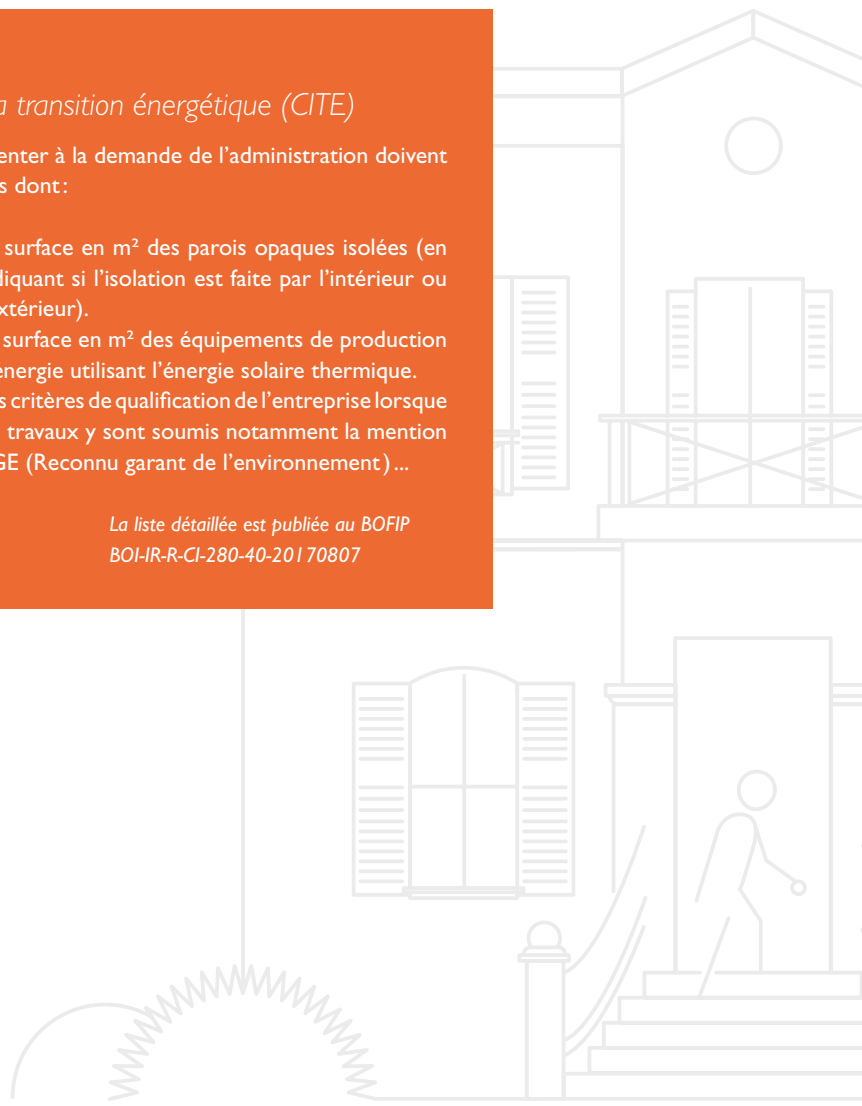 a transition énergétique (CITE)
enter à la demande de l'administration doivent
s dont :
surface en m² des parois opaques isolées (en
diquant si l'isolation est faite par l'intérieur ou
xtérieur).
surface en m² des équipements de production
énergie utilisant l'énergie solaire thermique.
s critères de qualification de l'entreprise lorsque
travaux y sont soumis notamment la mention
GE (Reconnu garant de l'environnement) ...
La liste détaillée est publiée au BOFIP
BOI-IR-R-CI-280-40-20170807